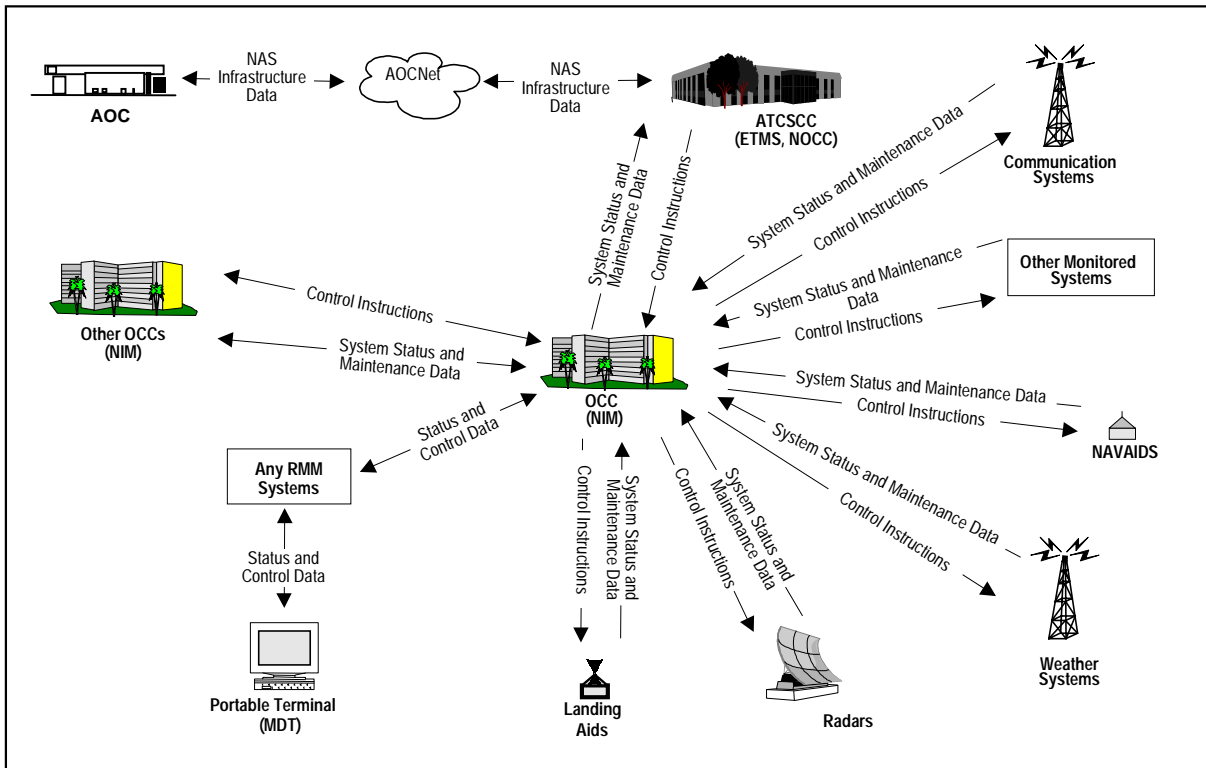 NAS
Infrastructure
Data
AOCNet
NAS
Infrastructure
Data
AOC
ATCSCC
(ETMS, NOCC)
Communication
Systems
System Status and Maintenance Data
Control Instructions
System Status and
Maintenance Data
Control Instructions
Other Monitored
Systems
System Status and Maintenance
Data
Control Instructions
Other OCCs
(NIM)
Control Instructions
System Status and
Maintenance Data
OCC
(NIM)
System Status and Maintenance Data
Control Instructions
NAVAIDS
Status and
Control Data
Any RMM
Systems
Status and
Control Data
Portable Terminal
(MDT)
Control Instructions
System Status and
Maintenance Data
Landing
Aids
Control Instructions
System Status and
Maintenance Data
Radars
System Status and Maintenance Data
Control Instructions
Weather
Systems